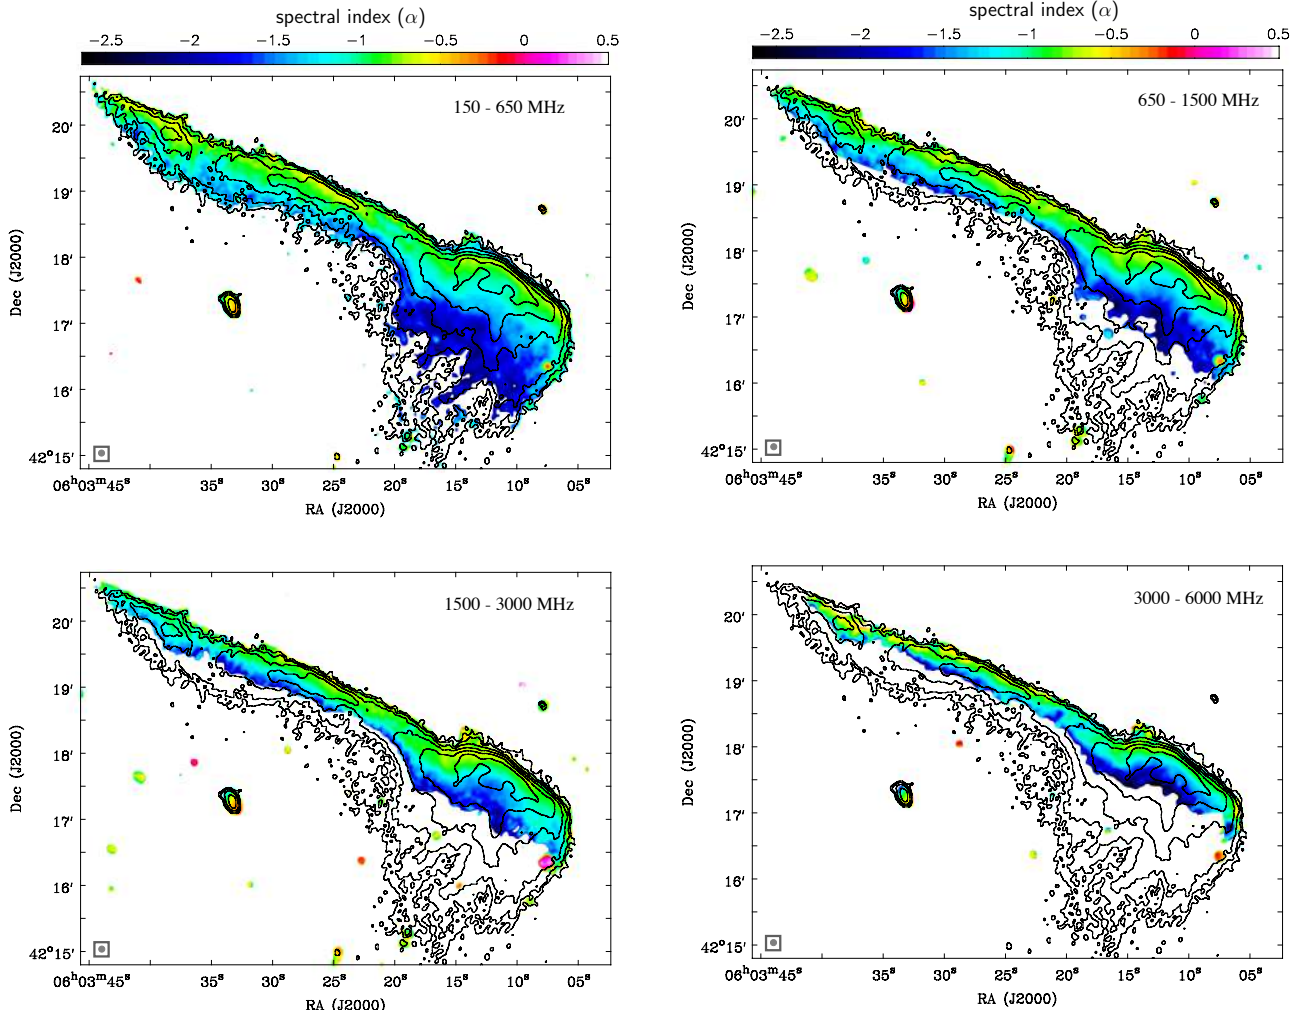 spectral index (α)
−2.5 −2 −1.5 −1 −0.5 0 0.5
150 - 650 MHz
20′
19′
18′
17′
16′
42°15′
Dec (J2000)
06ʰ03ᵐ45ˢ 35ˢ 30ˢ 25ˢ 20ˢ 15ˢ 10ˢ 05ˢ
RA (J2000)
spectral index (α)
−2.5 −2 −1.5 −1 −0.5 0 0.5
650 - 1500 MHz
20′
19′
18′
17′
16′
42°15′
Dec (J2000)
06ʰ03ᵐ45ˢ 35ˢ 30ˢ 25ˢ 20ˢ 15ˢ 10ˢ 05ˢ
RA (J2000)
1500 - 3000 MHz
20′
19′
18′
17′
16′
42°15′
Dec (J2000)
06ʰ03ᵐ45ˢ 35ˢ 30ˢ 25ˢ 20ˢ 15ˢ 10ˢ 05ˢ
RA (J2000)
3000 - 6000 MHz
20′
19′
18′
17′
16′
42°15′
Dec (J2000)
06ʰ03ᵐ45ˢ 35ˢ 30ˢ 25ˢ 20ˢ 15ˢ 10ˢ 05ˢ
RA (J2000)